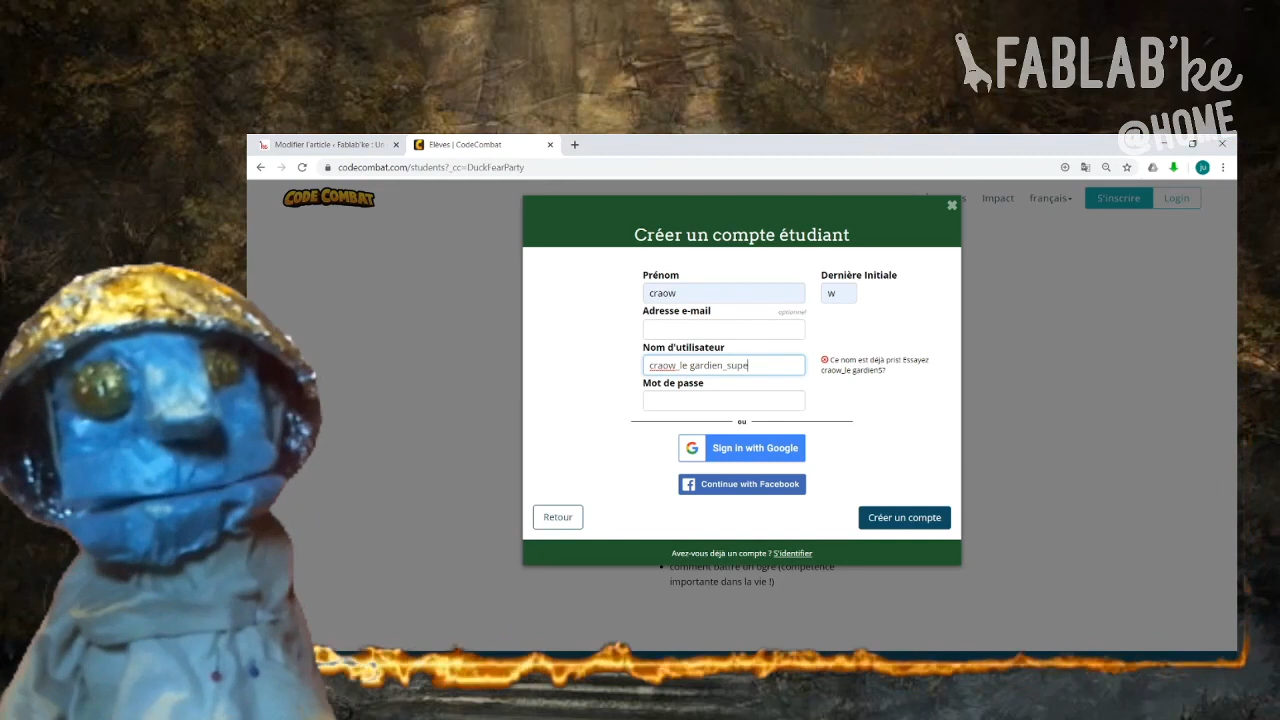 FABLAB'ke
@HOME
Modifier l'article ‹ Fablab'ke : Un
Elèves | CodeCombat
codecombat.com/students?_cc=DuckFearParty
ju
CODE COMBAT
Impact
français
S'inscrire
Login
Créer un compte étudiant
Prénom
Dernière Initiale
craow
w
Adresse e-mail
optionnel
Nom d'utilisateur
craow_le gardien_supe
Ce nom est déjà pris! Essayez
craow_le gardien5?
Mot de passe
ou
G Sign in with Google
f Continue with Facebook
Retour
Créer un compte
Avez-vous déjà un compte ? S'identifier
comment battre un ogre (compétence
importante dans la vie !)